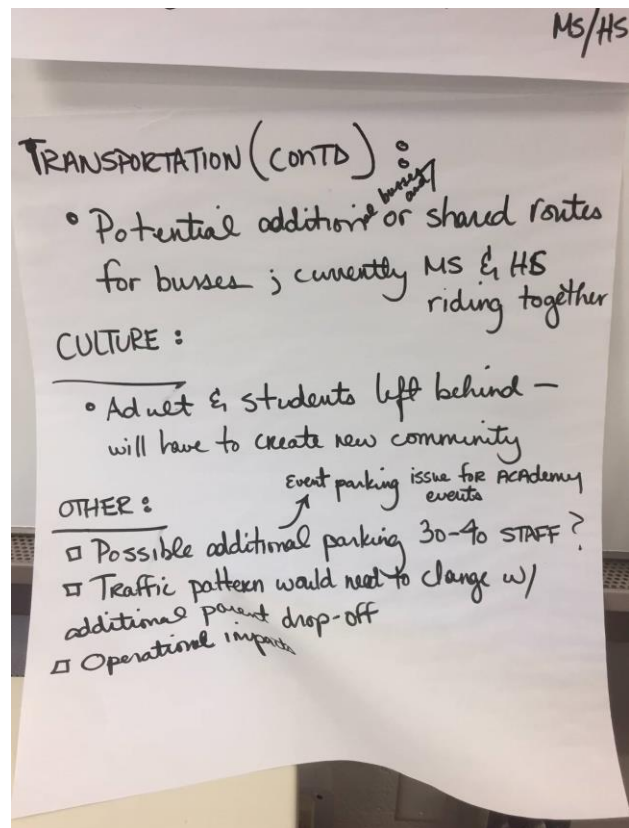 MS/HS
TRANSPORTATION (CONTD) :
busses and/
• Potential additional or shared routes
for busses ; currently MS & HS
riding together
CULTURE :
• Aduet & students left behind –
will have to create new community
Event parking issue for ACAdemy
events
OTHER :
□ Possible additional parking 30-40 STAFF ?
□ Traffic pattern would need to change w/
additional parent drop-off
□ Operational impacts